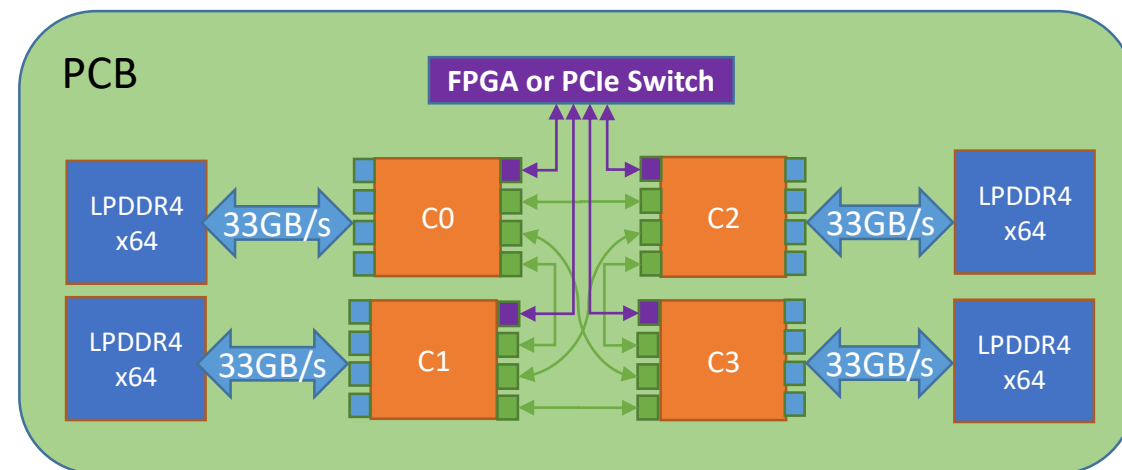 PCB
FPGA or PCIe Switch
LPDDR4
x64
33GB/s
C0
C2
33GB/s
LPDDR4
x64
LPDDR4
x64
33GB/s
C1
C3
33GB/s
LPDDR4
x64